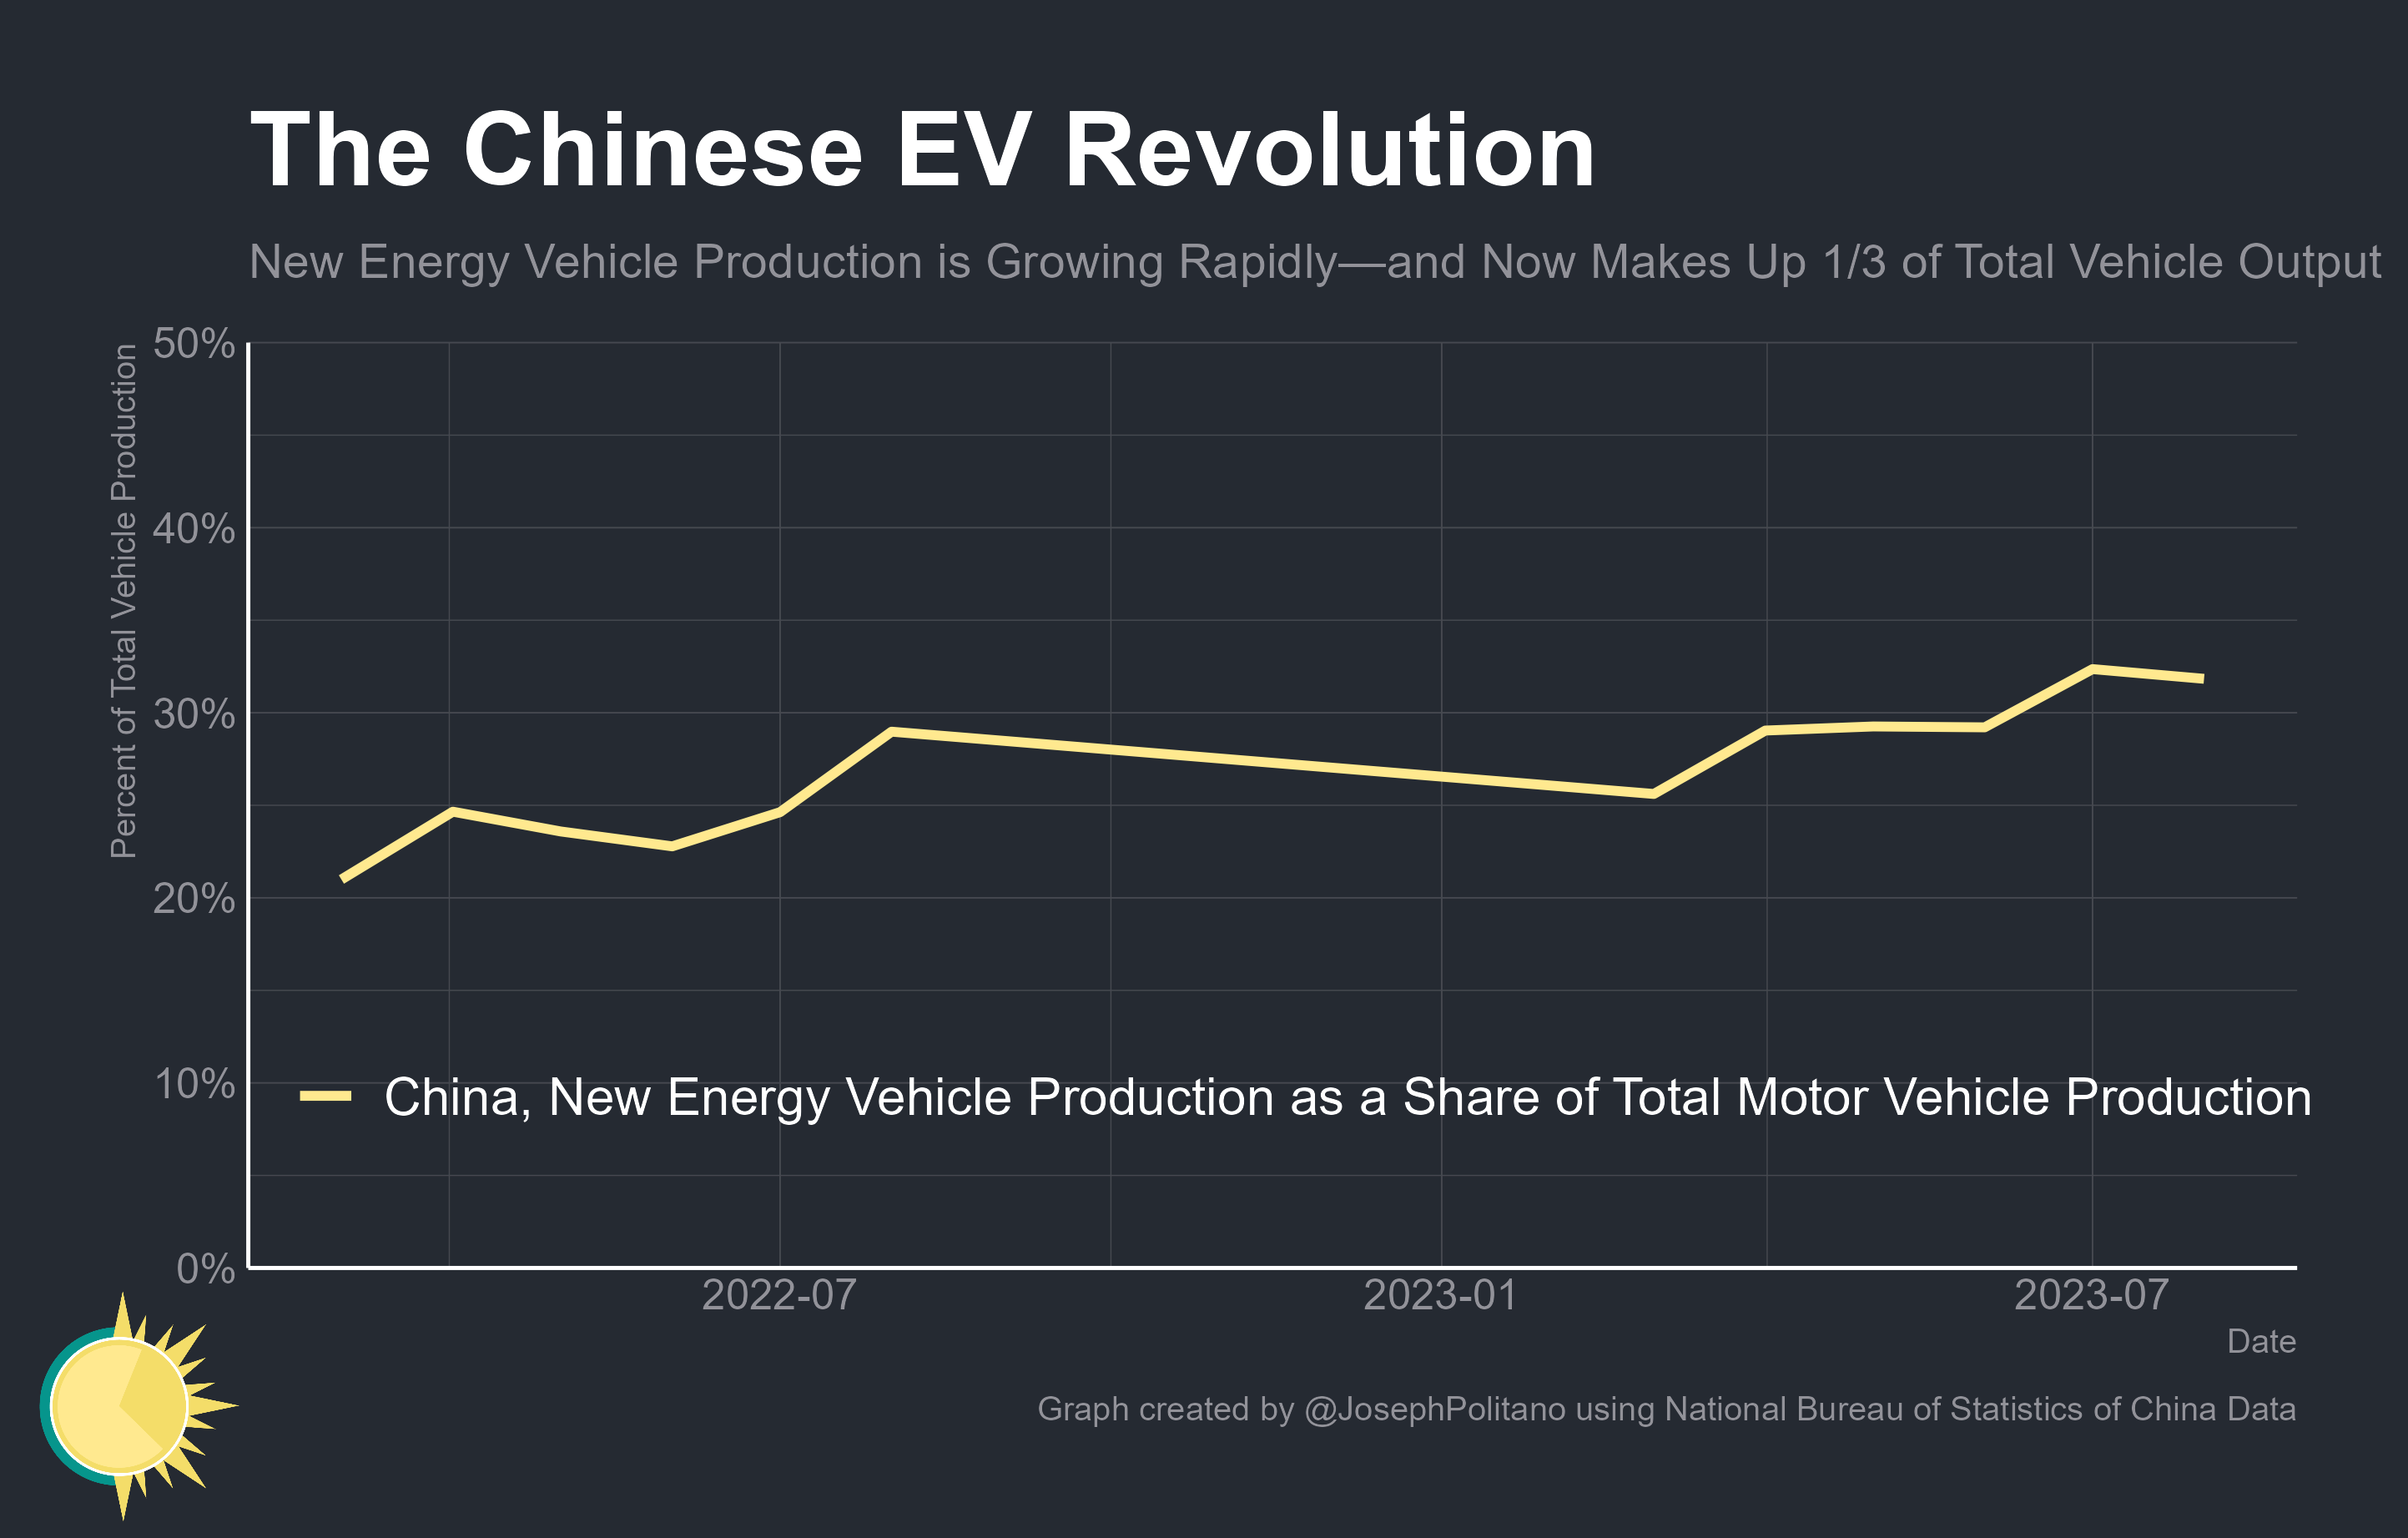 The Chinese EV Revolution
New Energy Vehicle Production is Growing Rapidly—and Now Makes Up 1/3 of Total Vehicle Output
Percent of Total Vehicle Production
50%
40%
30%
20%
10%
0%
China, New Energy Vehicle Production as a Share of Total Motor Vehicle Production
2022-07
2023-01
2023-07
Date
Graph created by @JosephPolitano using National Bureau of Statistics of China Data